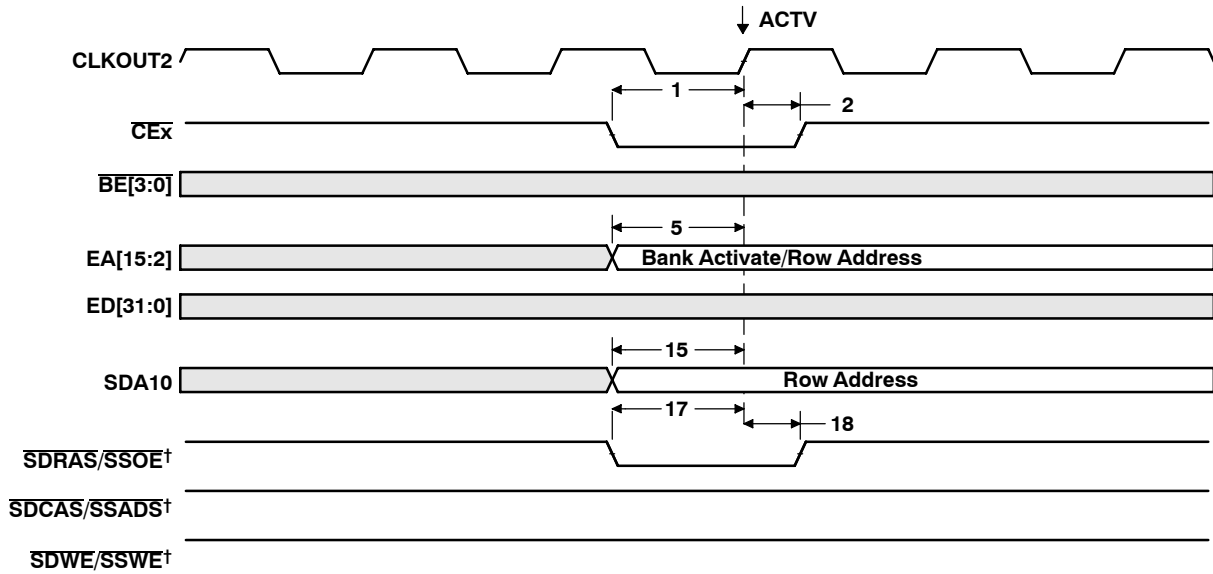 ACTV
CLKOUT2
1
2
CEx
BE[3:0]
5
EA[15:2]
Bank Activate/Row Address
ED[31:0]
15
SDA10
Row Address
17
18
SDRAS/SSOE†
SDCAS/SSADS†
SDWE/SSWE†